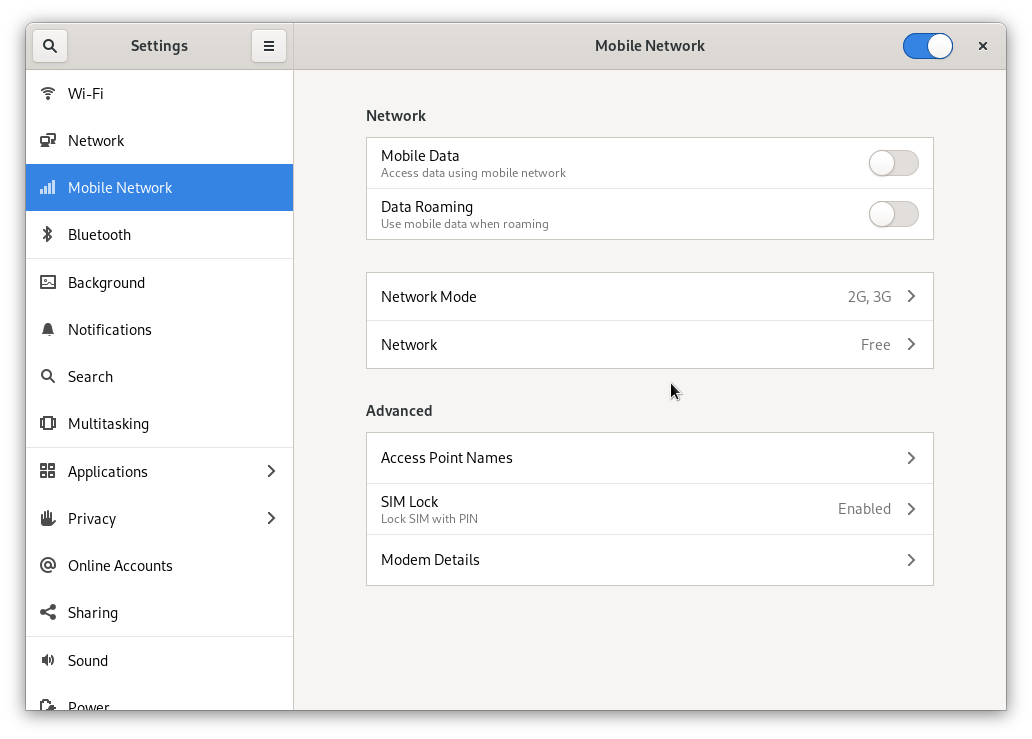 Settings
Mobile Network
Wi-Fi
Network
Mobile Network
Bluetooth
Background
Notifications
Search
Multitasking
Applications
Privacy
Online Accounts
Sharing
Sound
Power
Network
Mobile Data
Access data using mobile network
Data Roaming
Use mobile data when roaming
Network Mode 2G, 3G
Network Free
Advanced
Access Point Names
SIM Lock
Lock SIM with PIN
Enabled
Modem Details